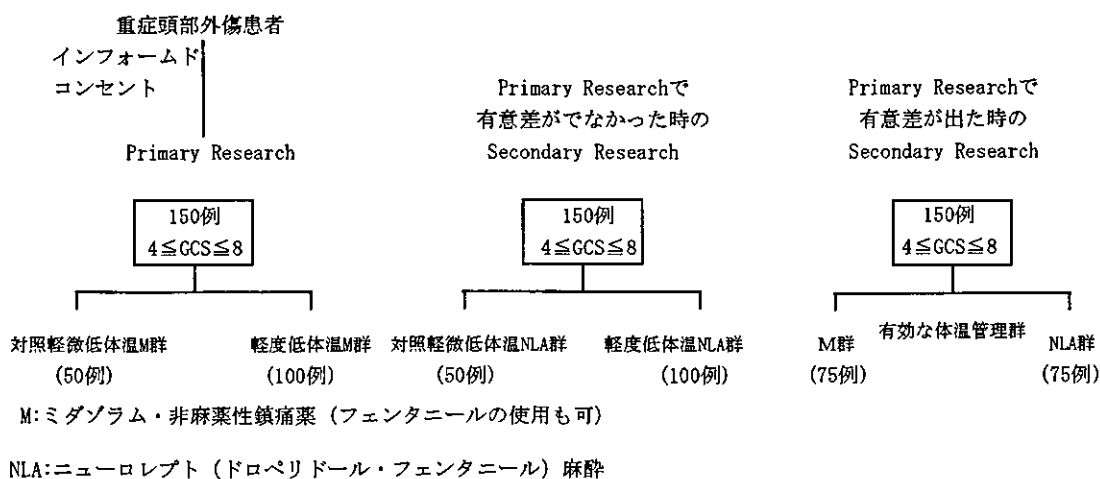 重症頭部外傷患者
インフォームド
コンセント
Primary Research
150例
4≦GCS≦8
対照軽微低体温M群
(50例)
軽度低体温M群
(100例)
Primary Researchで
有意差がでなかった時の
Secondary Research
150例
4≦GCS≦8
対照軽微低体温NLA群
(50例)
軽度低体温NLA群
(100例)
Primary Researchで
有意差が出た時の
Secondary Research
150例
4≦GCS≦8
M群
(75例)
有効な体温管理群
NLA群
(75例)
M:ミダゾラム・非麻薬性鎮痛薬（フェンタニールの使用も可）
NLA:ニューロレプト（ドロペリドール・フェンタニール）麻酔